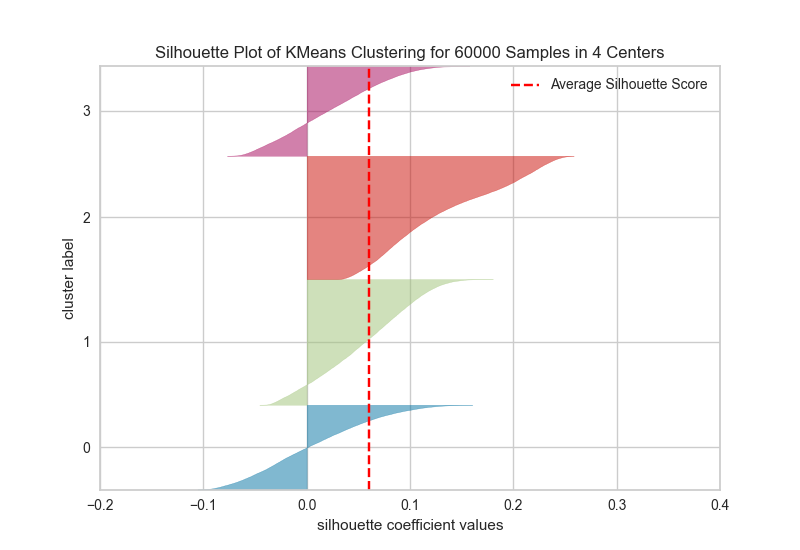 Silhouette Plot of KMeans Clustering for 60000 Samples in 4 Centers
Average Silhouette Score
3
2
1
0
cluster label
−0.2
−0.1
0.0
0.1
0.2
0.3
0.4
silhouette coefficient values